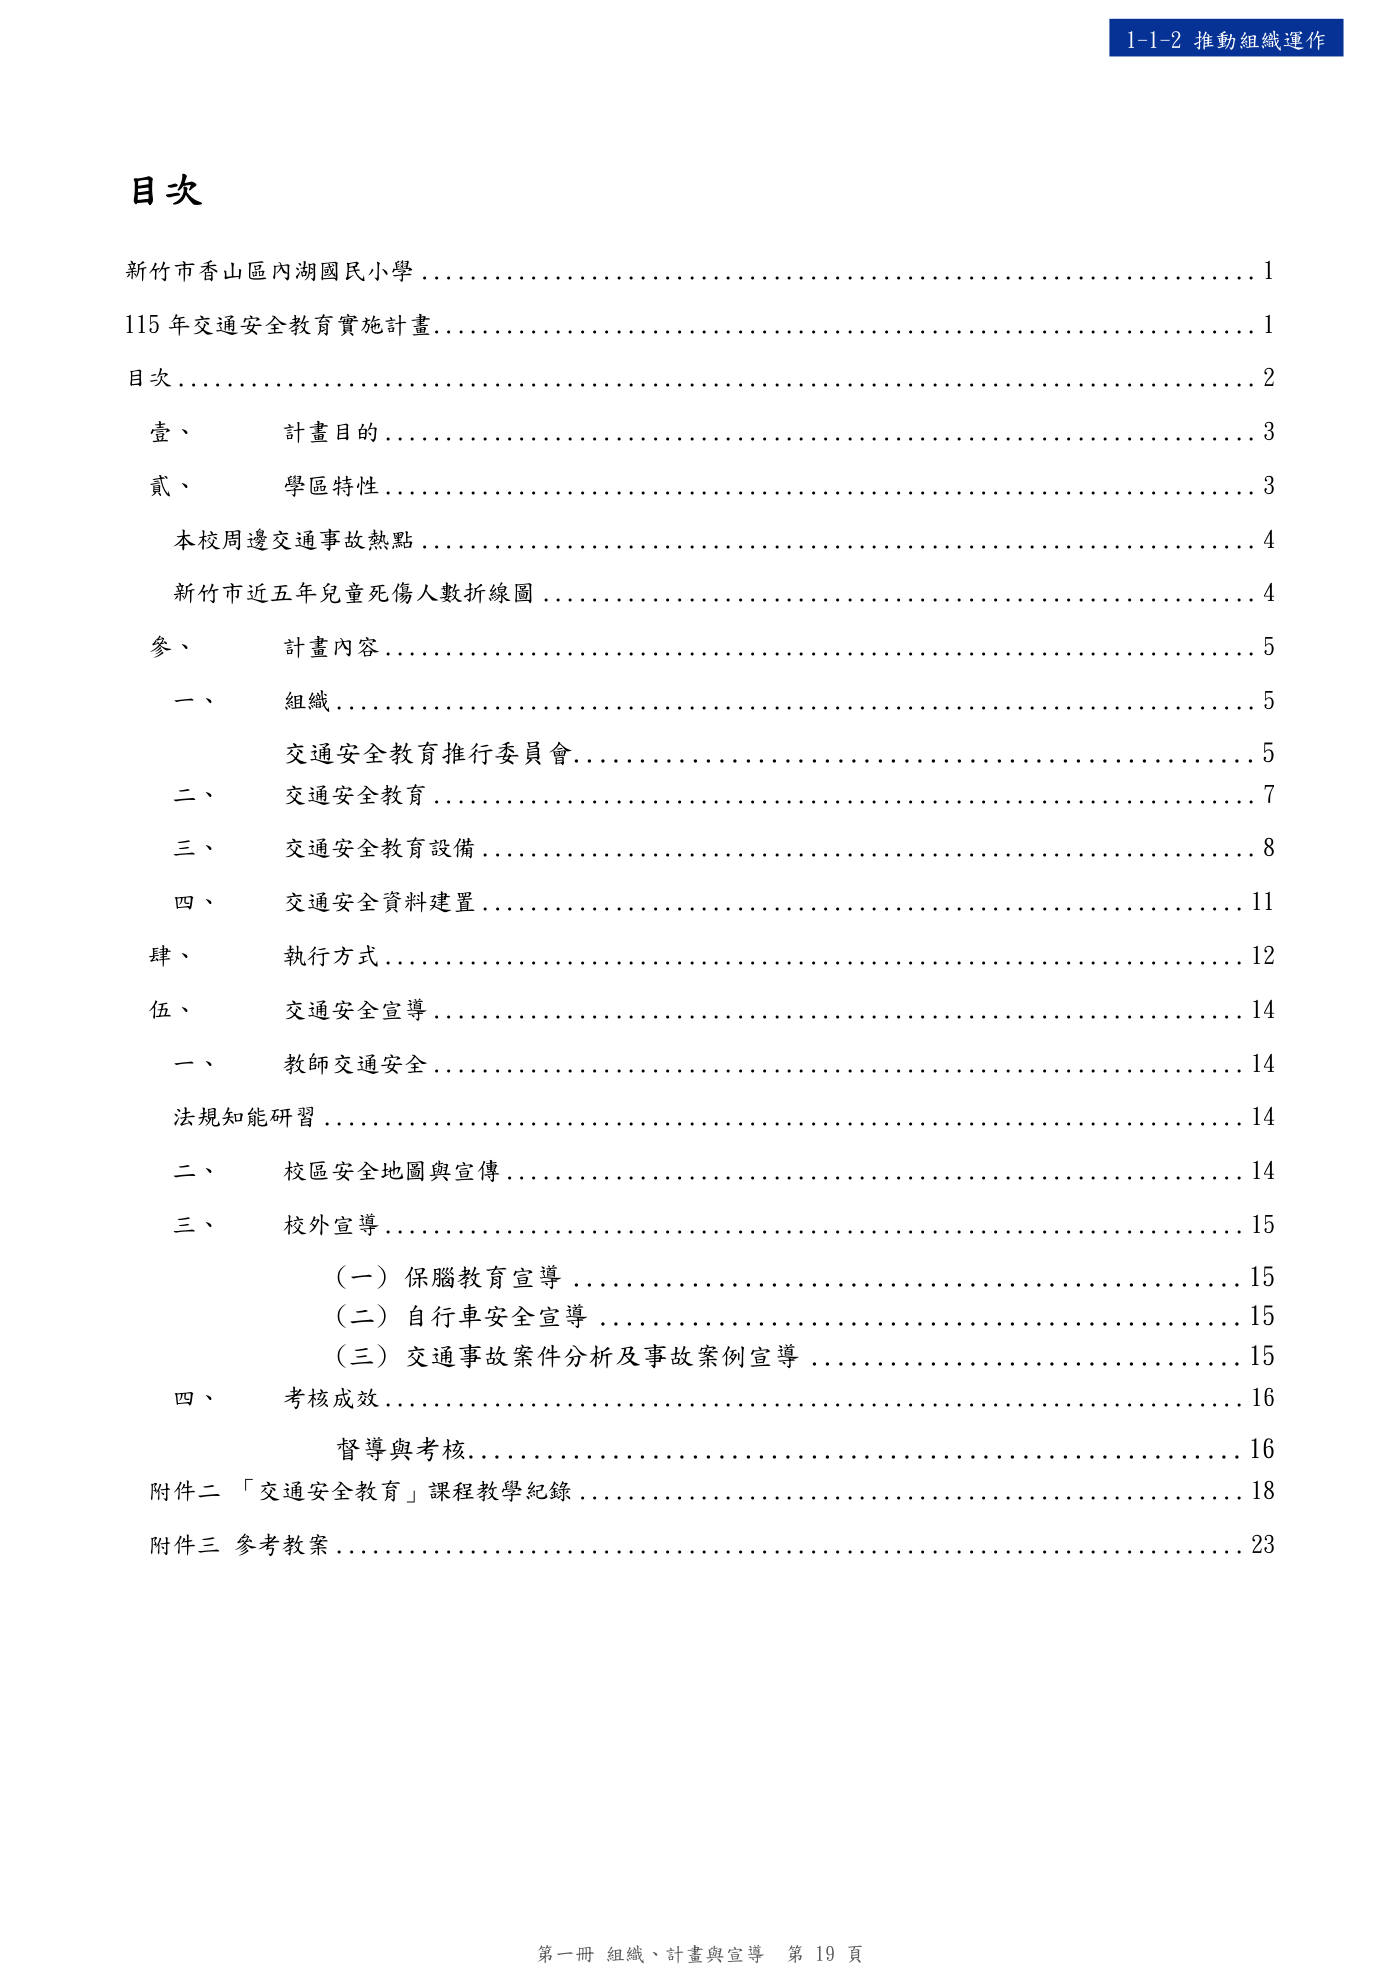 1-1-2 推動組織運作
目次
新竹市香山區內湖國民小學 ........ 1
115 年交通安全教育實施計畫 ........ 1
目次 ........ 2
壹、 計畫目的 ........ 3
貳、 學區特性 ........ 3
本校周邊交通事故熱點 ........ 4
新竹市近五年兒童死傷人數折線圖 ........ 4
參、 計畫內容 ........ 5
一、 組織 ........ 5
交通安全教育推行委員會 ........ 5
二、 交通安全教育 ........ 7
三、 交通安全教育設備 ........ 8
四、 交通安全資料建置 ........ 11
肆、 執行方式 ........ 12
伍、 交通安全宣導 ........ 14
一、 教師交通安全 ........ 14
法規知能研習 ........ 14
二、 校區安全地圖與宣傳 ........ 14
三、 校外宣導 ........ 15
（一）保腦教育宣導 ........ 15
（二）自行車安全宣導 ........ 15
（三）交通事故案件分析及事故案例宣導 ........ 15
四、 考核成效 ........ 16
督導與考核 ........ 16
附件二 「交通安全教育」課程教學紀錄 ........ 18
附件三 參考教案 ........ 23
第一冊 組織、計畫與宣導 第 19 頁